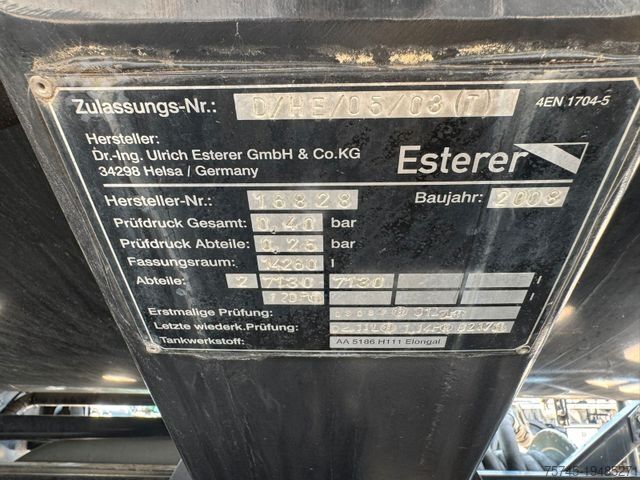 Zulassungs-Nr.: D/HE/05/03(T) 4EN 1704-5
Hersteller:
Dr.-Ing. Ulrich Esterer GmbH & Co.KG
34298 Helsa / Germany
Esterer
Hersteller-Nr.: 16828 Baujahr: 2008
Prüfdruck Gesamt: 0,40 bar
Prüfdruck Abteile: 0,25 bar
Fassungsraum: 14260 l
Abteile: 2 7130 7130 l
l
Erstmalige Prüfung:
Letzte wiederk.Prüfung:
Tankwerkstoff: AA 5186 H111 Elongal
75745-19485271